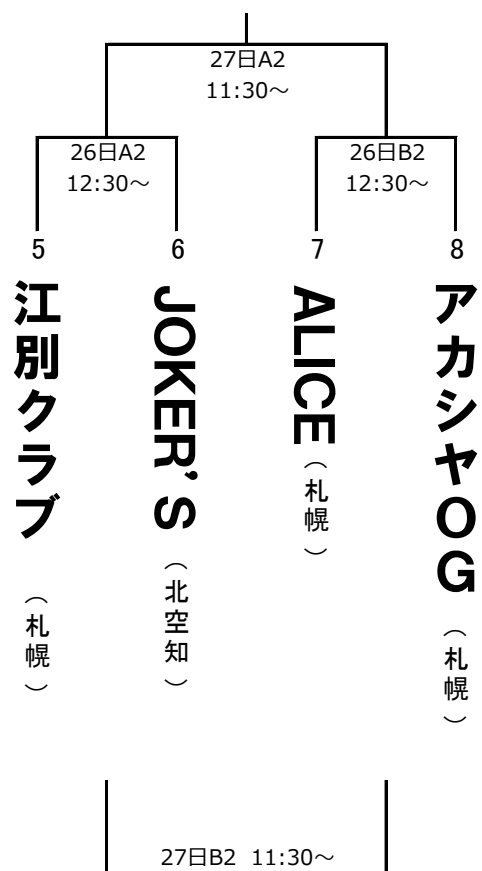 27日A2
11:30～
26日A2
12:30～
26日B2
12:30～
5
6
7
8
江別クラブ（札幌）
JOKER'S（北空知）
ALICE（札幌）
アカシヤOG（札幌）
27日B2 11:30～